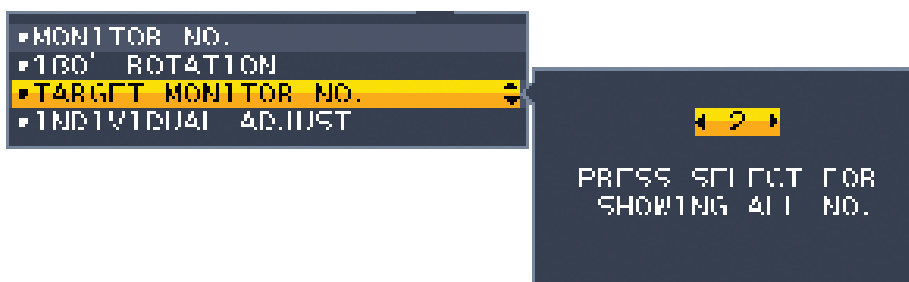 MONITOR NO.
180° ROTATION
TARGET MONITOR NO.
INDIVIDUAL ADJUST
2
PRESS SELECT FOR
SHOWING ALL NO.